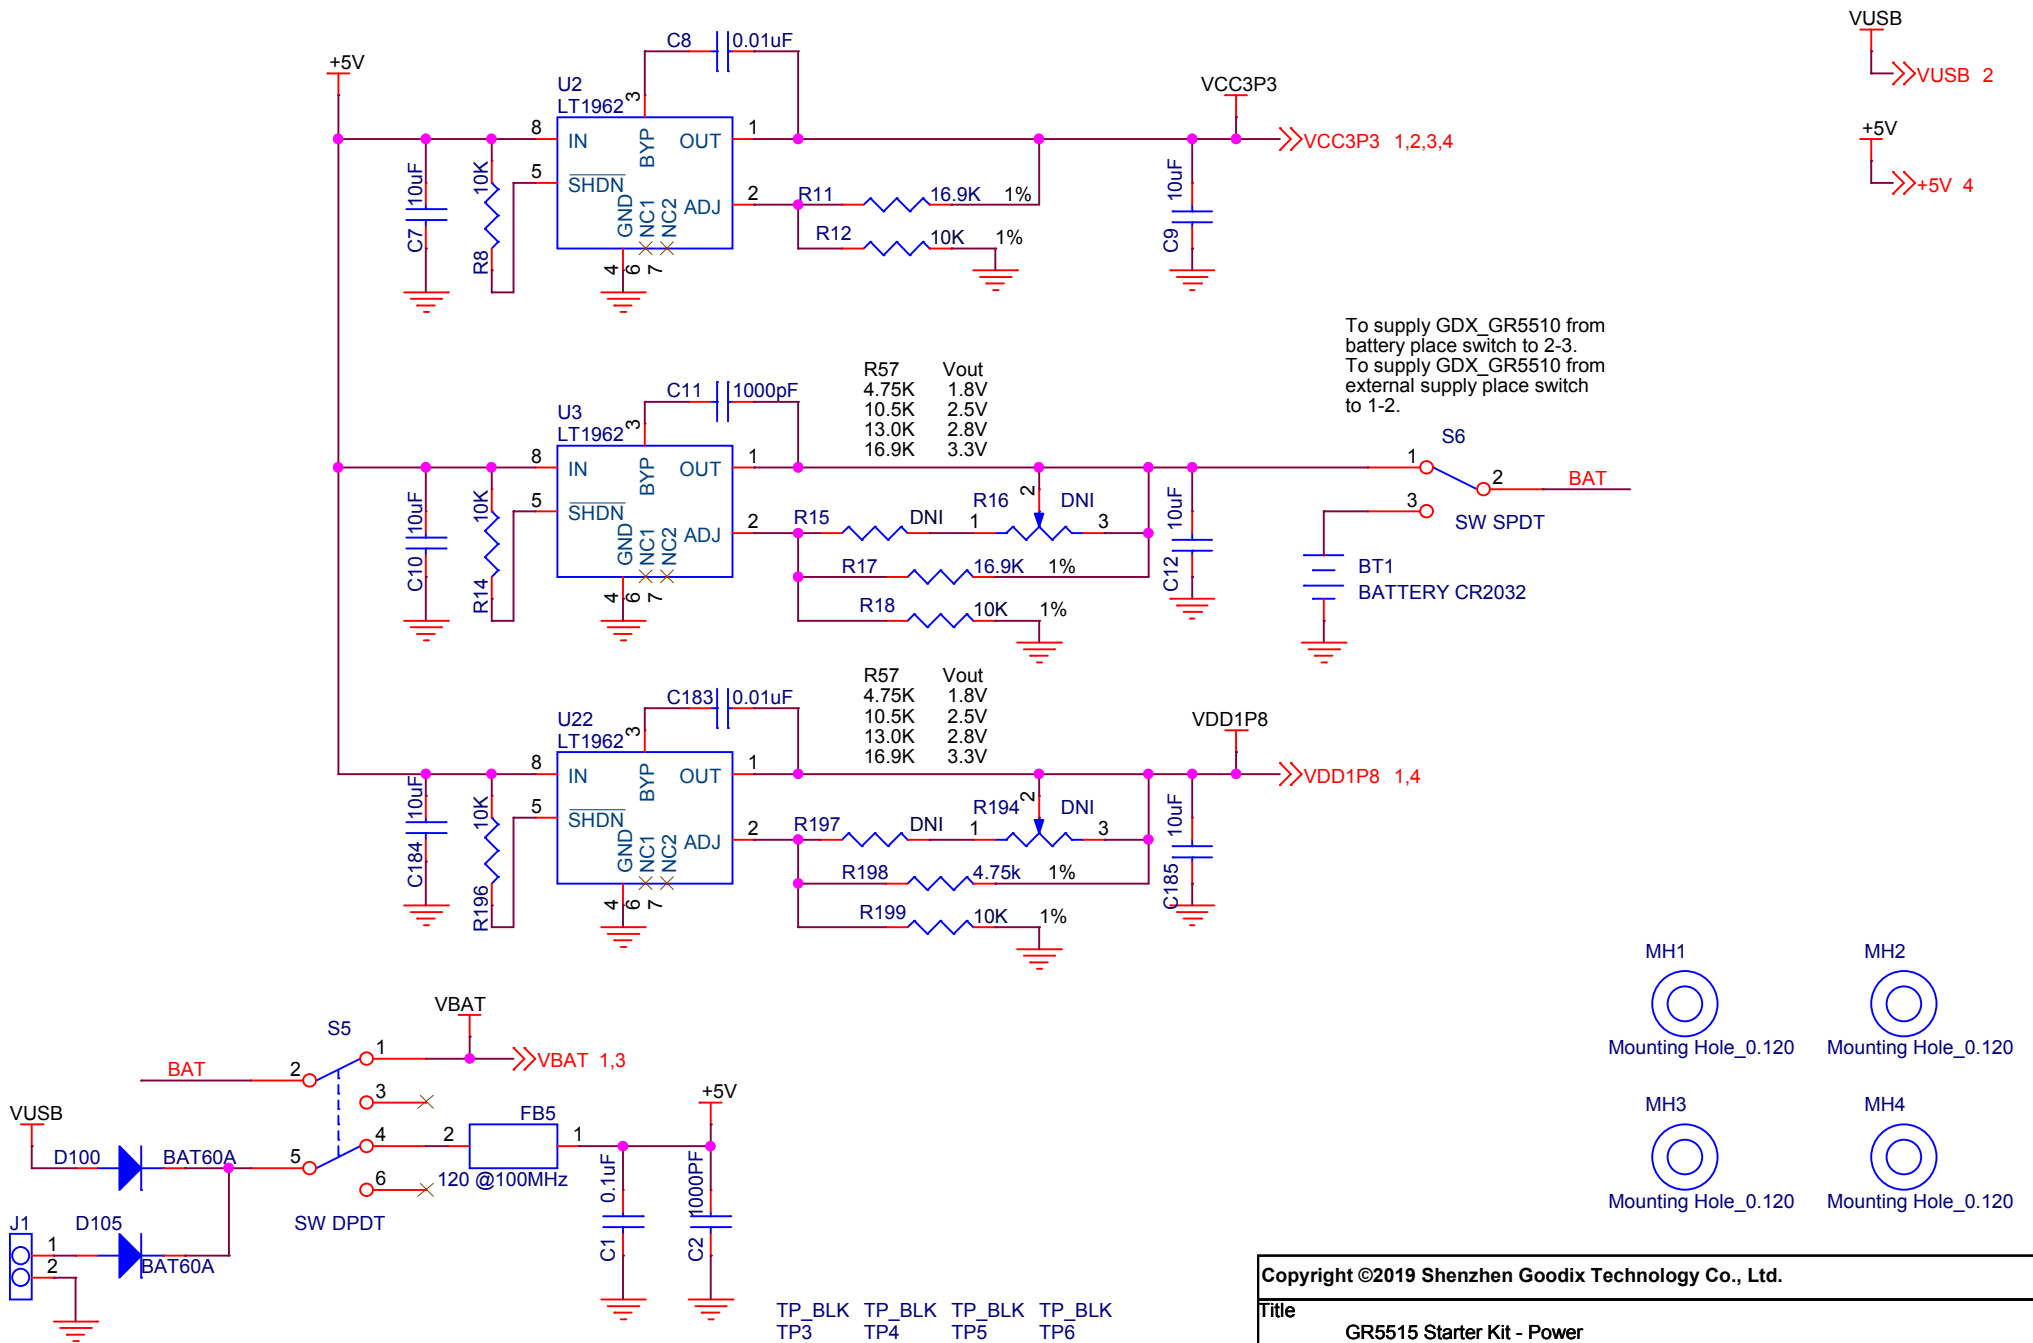 VUSB
VUSB 2
+5V
+5V 4
+5V
C8 0.01uF
U2
LT1962
3
8 IN BYP OUT 1
5 SHDN
GND NC1 NC2 ADJ 2
4 6 7
10uF
C7
10K
R8
R11 16.9K 1%
R12 10K 1%
10uF
C9
VCC3P3
VCC3P3 1,2,3,4
To supply GDX_GR5510 from
battery place switch to 2-3.
To supply GDX_GR5510 from
external supply place switch
to 1-2.
R57 Vout
4.75K 1.8V
10.5K 2.5V
13.0K 2.8V
16.9K 3.3V
C11 1000pF
U3
LT1962
3
8 IN BYP OUT 1
5 SHDN
GND NC1 NC2 ADJ 2
4 6 7
10uF
C10
10K
R14
R15 DNI
1 R16 2 DNI 3
R17 16.9K 1%
R18 10K 1%
10uF
C12
S6
1
2 BAT
3
SW SPDT
BT1
BATTERY CR2032
R57 Vout
4.75K 1.8V
10.5K 2.5V
13.0K 2.8V
16.9K 3.3V
C183 0.01uF
U22
LT1962
3
8 IN BYP OUT 1
5 SHDN
GND NC1 NC2 ADJ 2
4 6 7
10uF
C184
10K
R196
R197 DNI
1 R194 2 DNI 3
R198 4.75k 1%
R199 10K 1%
10uF
C185
VDD1P8
VDD1P8 1,4
MH1
Mounting Hole_0.120
MH2
Mounting Hole_0.120
MH3
Mounting Hole_0.120
MH4
Mounting Hole_0.120
VBAT
S5
BAT 2 1
VBAT 1,3
3
VUSB
D100 BAT60A
5 4
6
SW DPDT
2 FB5 1
120 @100MHz
+5V
0.1uF
C1
1000PF
C2
J1
1
2
D105
BAT60A
TP_BLK TP_BLK TP_BLK TP_BLK
TP3 TP4 TP5 TP6
Copyright ©2019 Shenzhen Goodix Technology Co., Ltd.
Title
GR5515 Starter Kit - Power